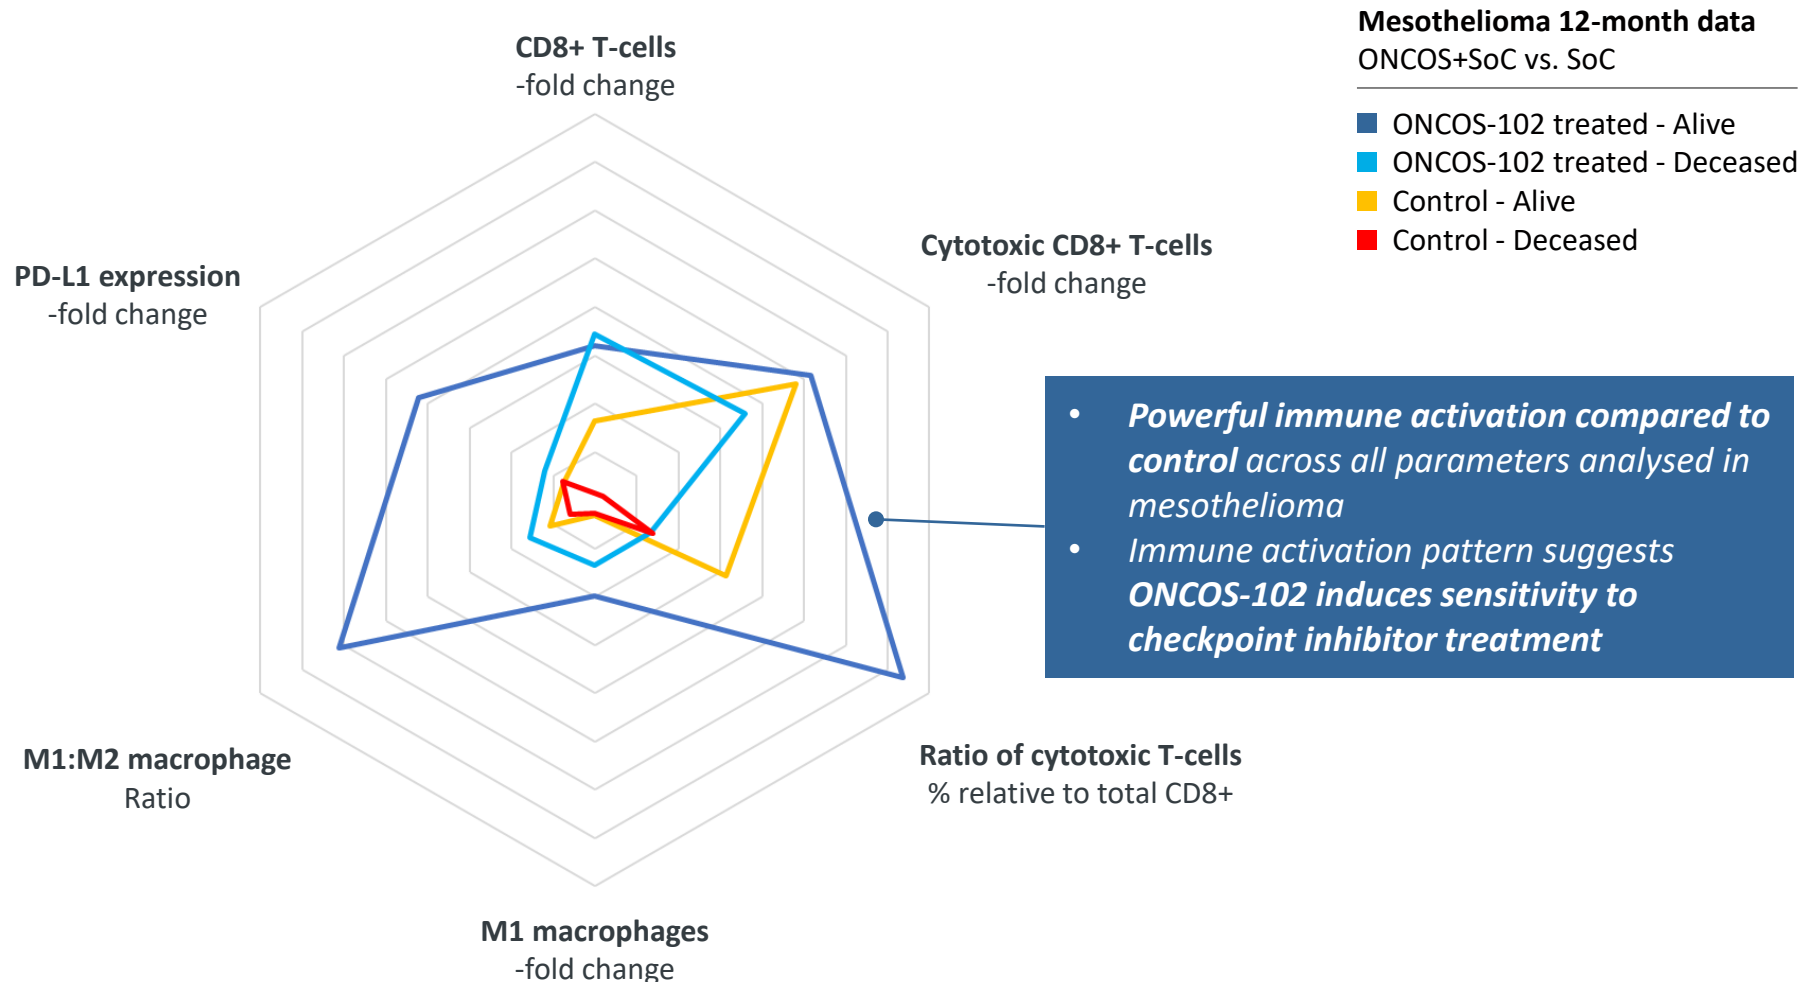 Mesothelioma 12-month data
ONCOS+SoC vs. SoC
ONCOS-102 treated - Alive
ONCOS-102 treated - Deceased
Control - Alive
Control - Deceased
CD8+ T-cells
-fold change
Cytotoxic CD8+ T-cells
-fold change
PD-L1 expression
-fold change
• Powerful immune activation compared to
control across all parameters analysed in
mesothelioma
• Immune activation pattern suggests
ONCOS-102 induces sensitivity to
checkpoint inhibitor treatment
M1:M2 macrophage
Ratio
Ratio of cytotoxic T-cells
% relative to total CD8+
M1 macrophages
-fold change